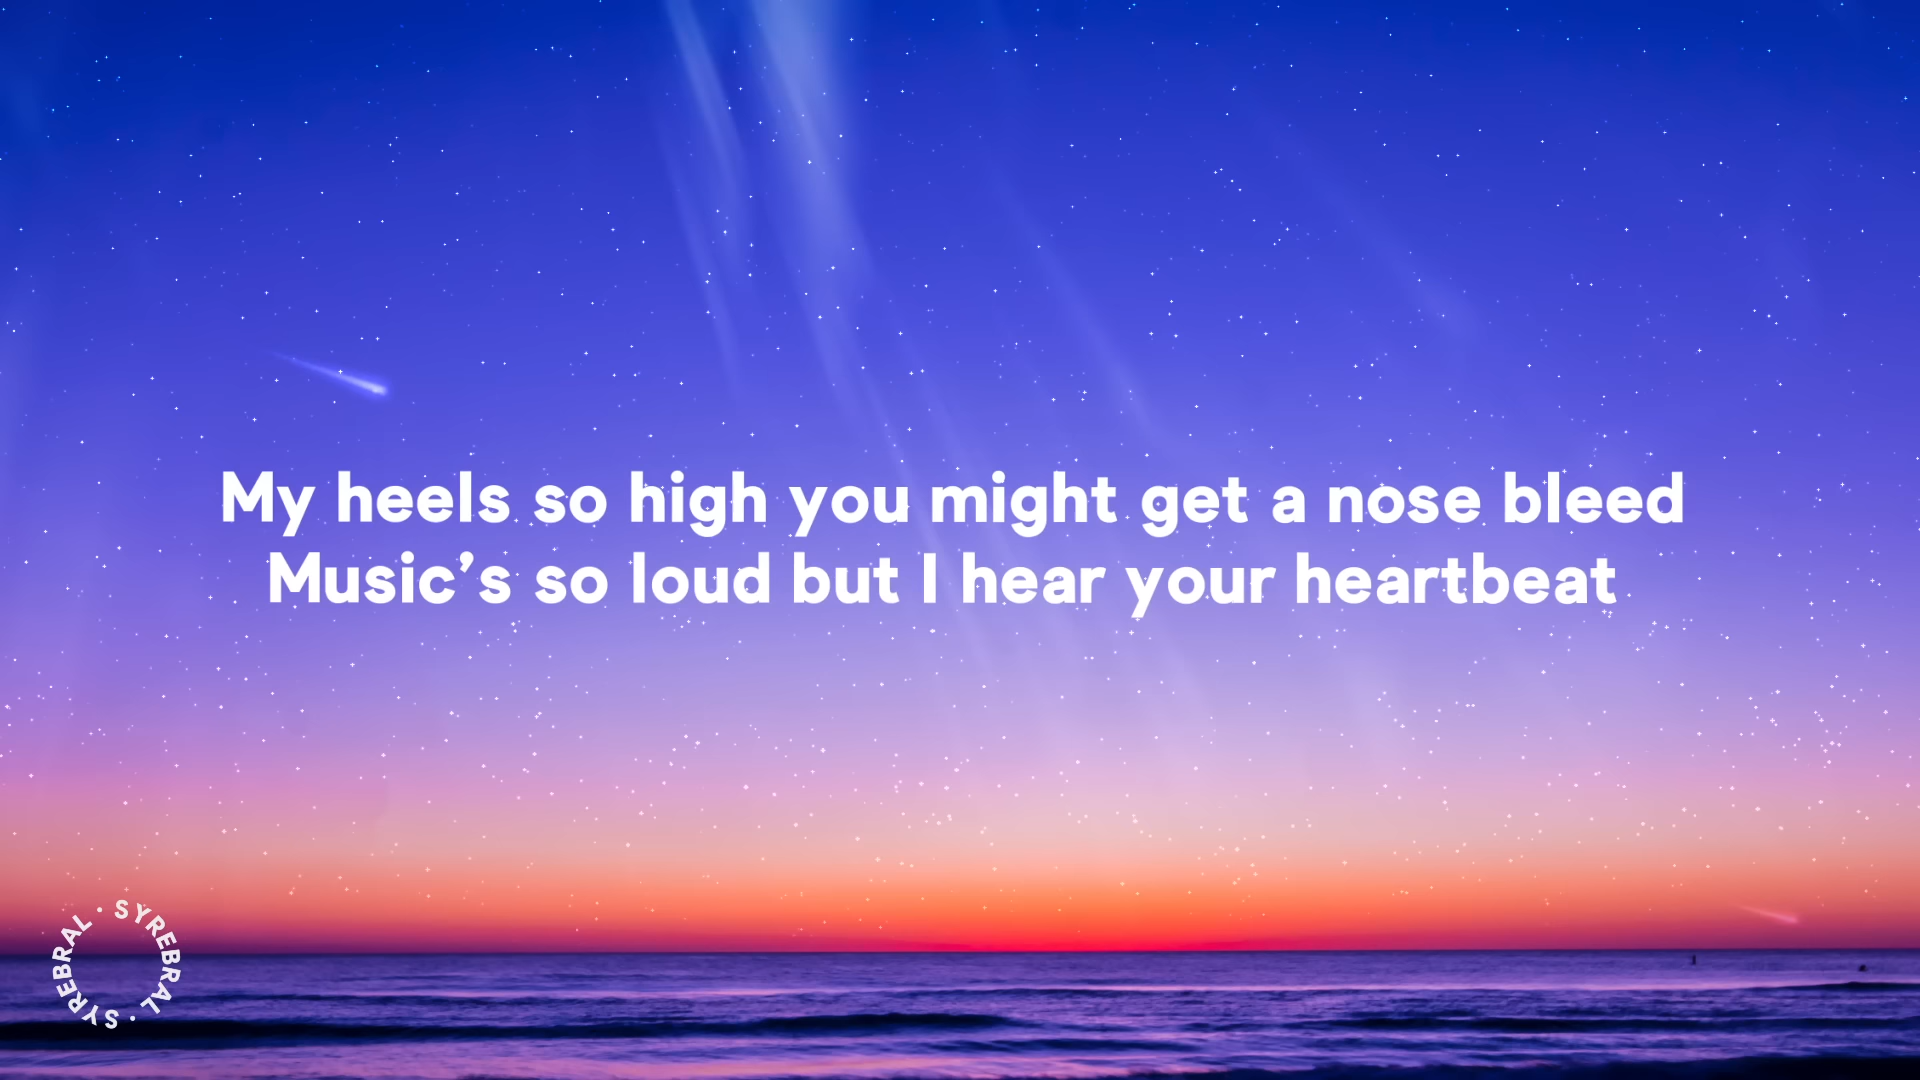 My heels so high you might get a nose bleed
Music’s so loud but I hear your heartbeat
SYREBRAL · SYREBRAL ·